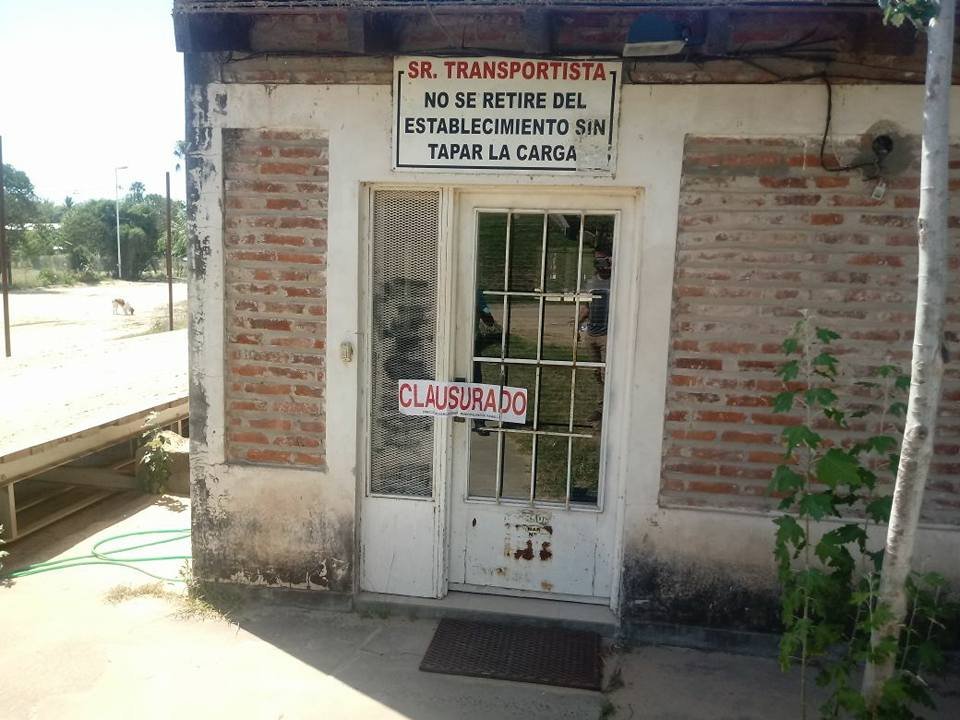 SR. TRANSPORTISTA
NO SE RETIRE DEL
ESTABLECIMIENTO SIN
TAPAR LA CARGA
CLAUSURADO